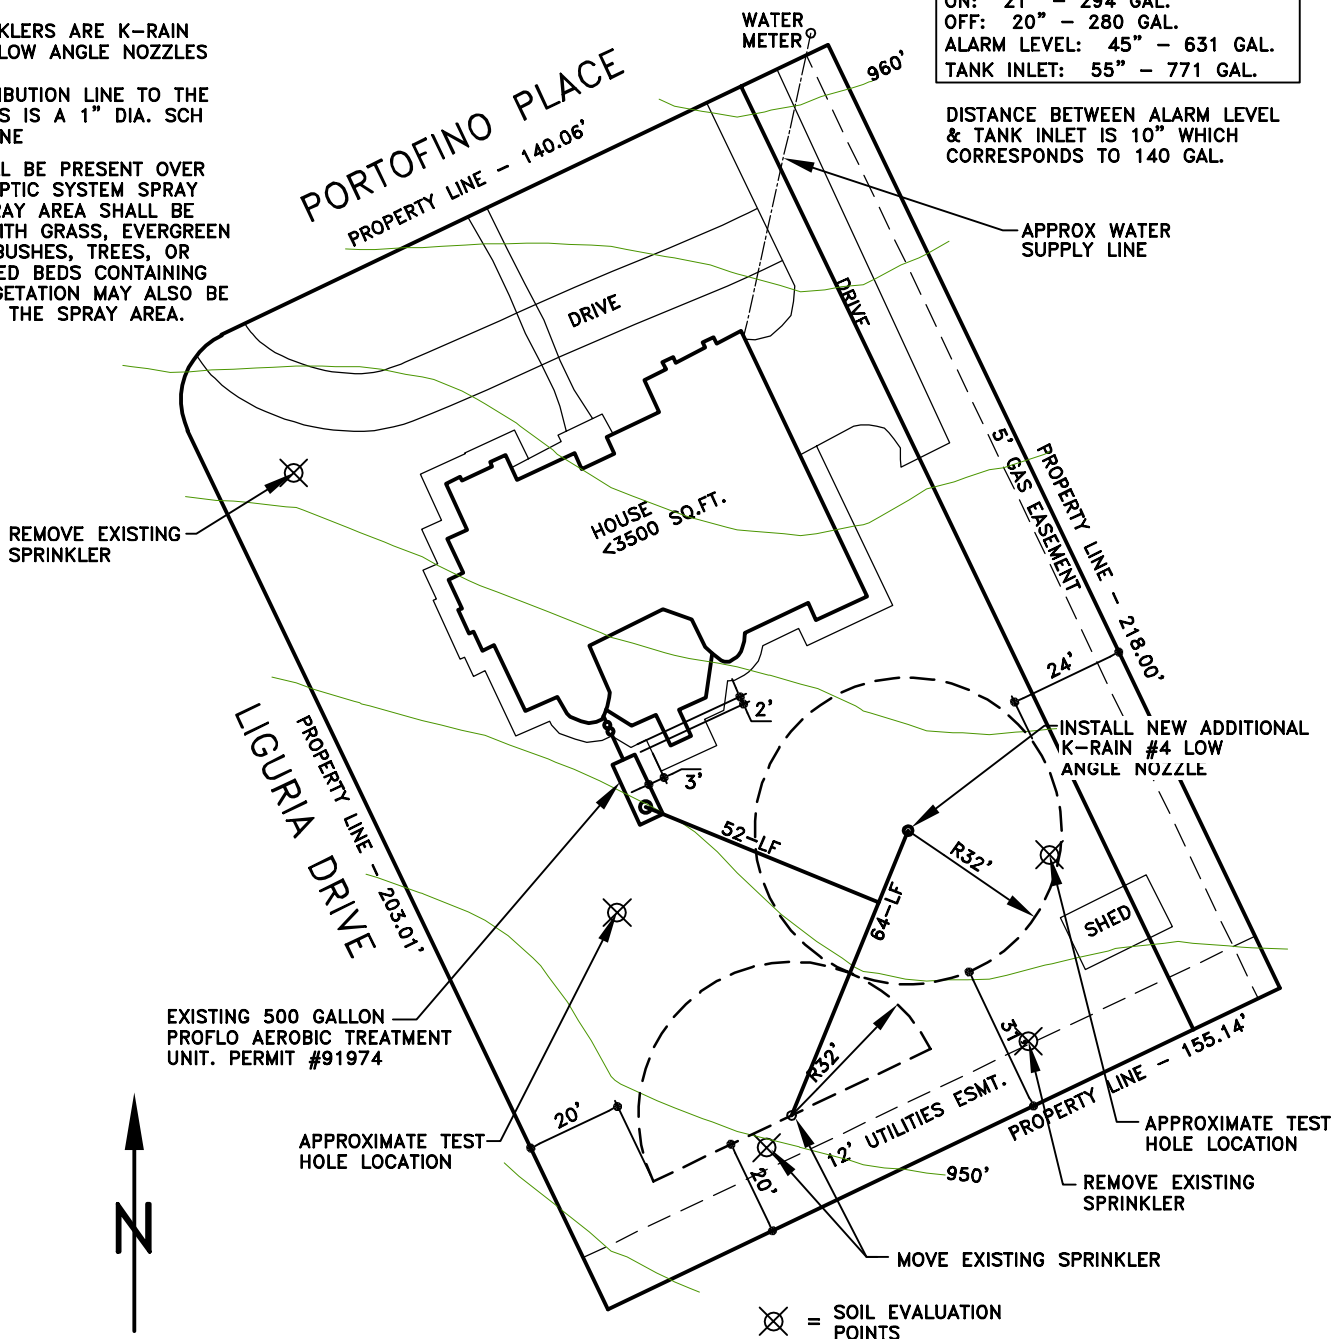 KLERS ARE K-RAIN
LOW ANGLE NOZZLES
IBUTION LINE TO THE
S IS A 1" DIA. SCH
NE
LL BE PRESENT OVER
EPTIC SYSTEM SPRAY
RAY AREA SHALL BE
ITH GRASS, EVERGREEN
BUSHES, TREES, OR
ED BEDS CONTAINING
GETATION MAY ALSO BE
THE SPRAY AREA.
WATER
METER
ON: 21" - 294 GAL.
OFF: 20" - 280 GAL.
ALARM LEVEL: 45" - 631 GAL.
TANK INLET: 55" - 771 GAL.
DISTANCE BETWEEN ALARM LEVEL
& TANK INLET IS 10" WHICH
CORRESPONDS TO 140 GAL.
960'
PORTOFINO PLACE
PROPERTY LINE - 140.06'
APPROX WATER
SUPPLY LINE
DRIVE
DRIVE
HOUSE
<3500 SQ.FT.
5' GAS EASEMENT
PROPERTY LINE - 218.00'
REMOVE EXISTING
SPRINKLER
24'
2'
3'
INSTALL NEW ADDITIONAL
K-RAIN #4 LOW
ANGLE NOZZLE
LIGURIA DRIVE
PROPERTY LINE - 203.01'
52-LF
R32'
64-LF
SHED
EXISTING 500 GALLON
PROFLO AEROBIC TREATMENT
UNIT. PERMIT #91974
R32'
31'
20'
12' UTILITIES ESMT.
PROPERTY LINE - 155.14'
APPROXIMATE TEST
HOLE LOCATION
APPROXIMATE TEST
HOLE LOCATION
20'
950'
REMOVE EXISTING
SPRINKLER
MOVE EXISTING SPRINKLER
N
= SOIL EVALUATION
POINTS